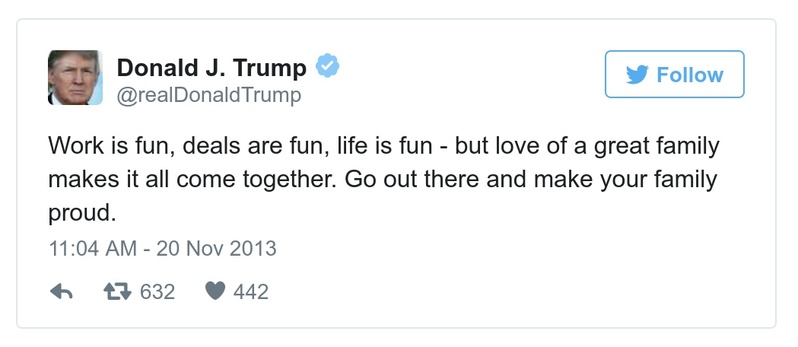 Donald J. Trump
@realDonaldTrump
Follow
Work is fun, deals are fun, life is fun - but love of a great family
makes it all come together. Go out there and make your family
proud.
11:04 AM - 20 Nov 2013
632 442